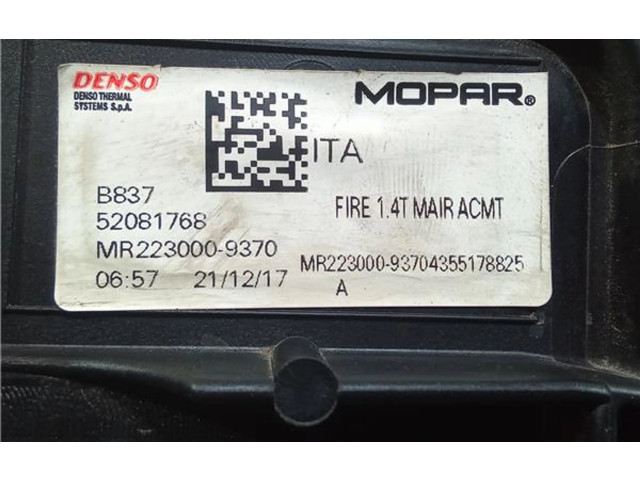 DENSO
DENSO THERMAL
SYSTEMS S.p.A.
MOPAR®
ITA
B837
52081768
MR223000-9370
06:57 21/12/17
FIRE 1.4T MAIR ACMT
MR223000-93704355178825
A